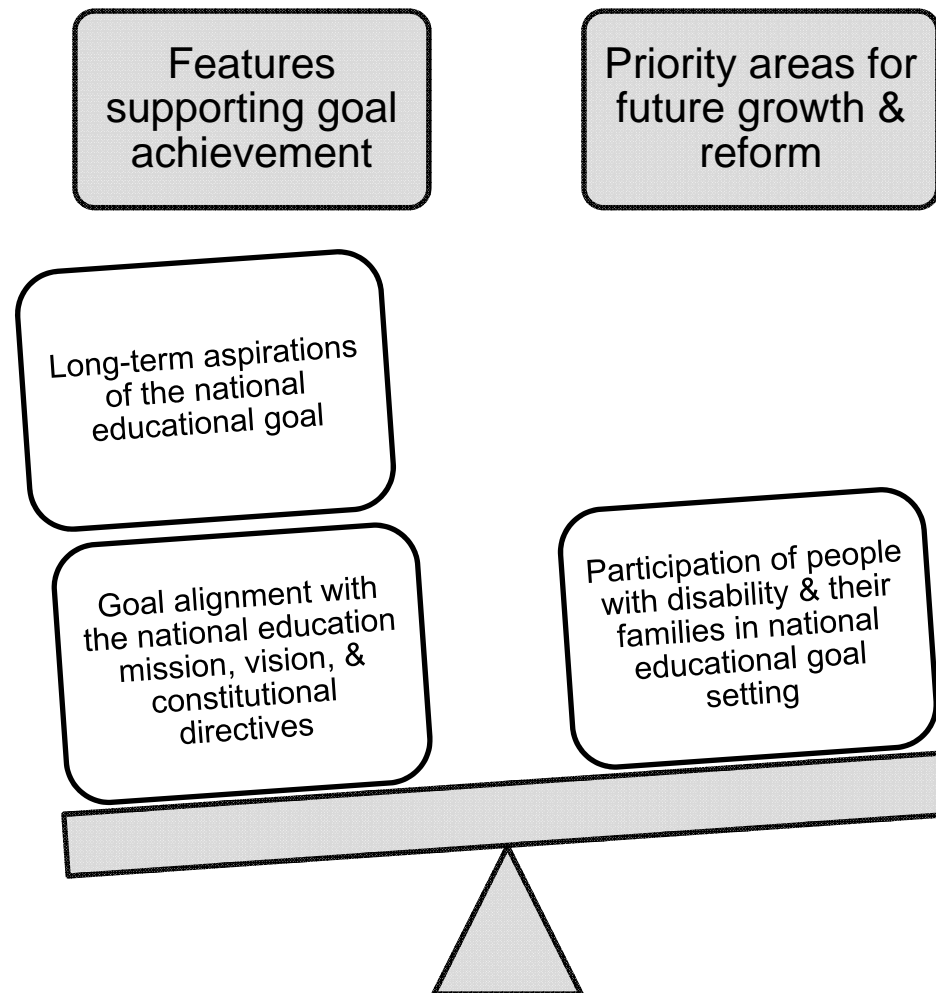 Features
supporting goal
achievement
Priority areas for
future growth &
reform
Long-term aspirations
of the national
educational goal
Goal alignment with
the national education
mission, vision, &
constitutional
directives
Participation of people
with disability & their
families in national
educational goal
setting